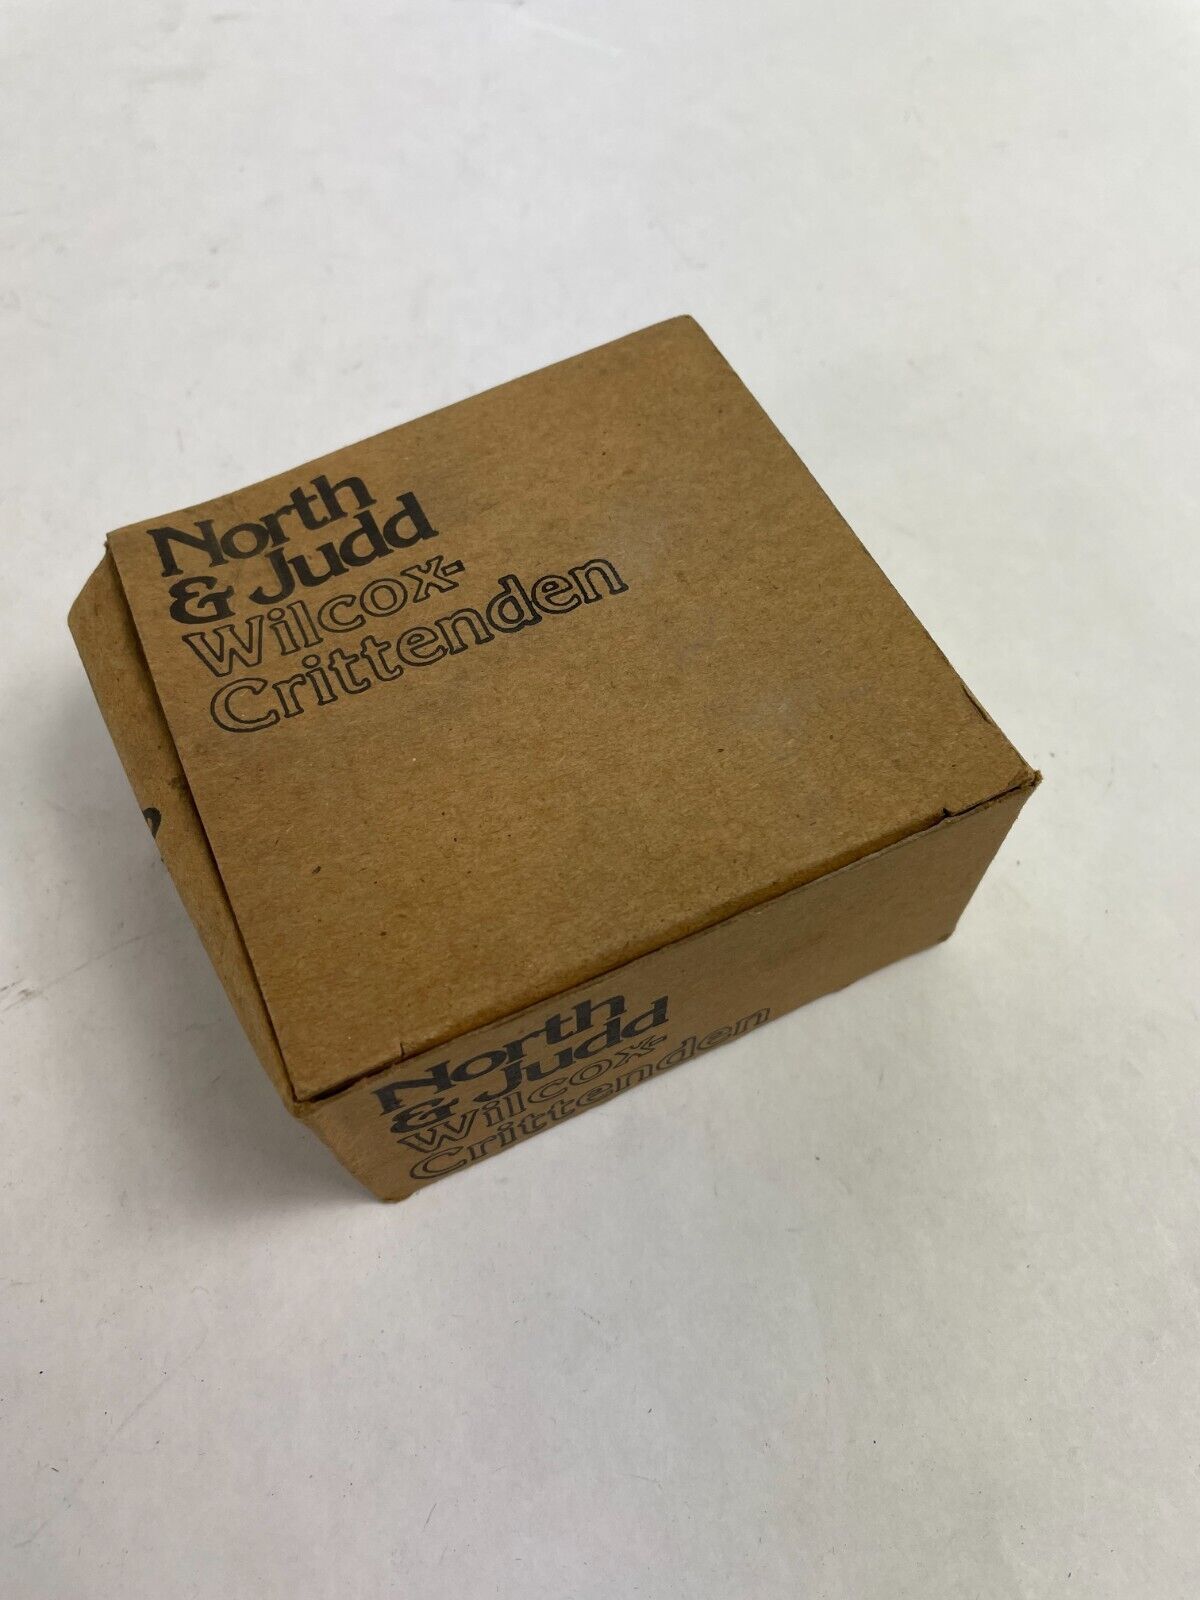 North
& Judd
Wilcox-
Crittenden
North
& Judd
Wilcox-
Crittenden